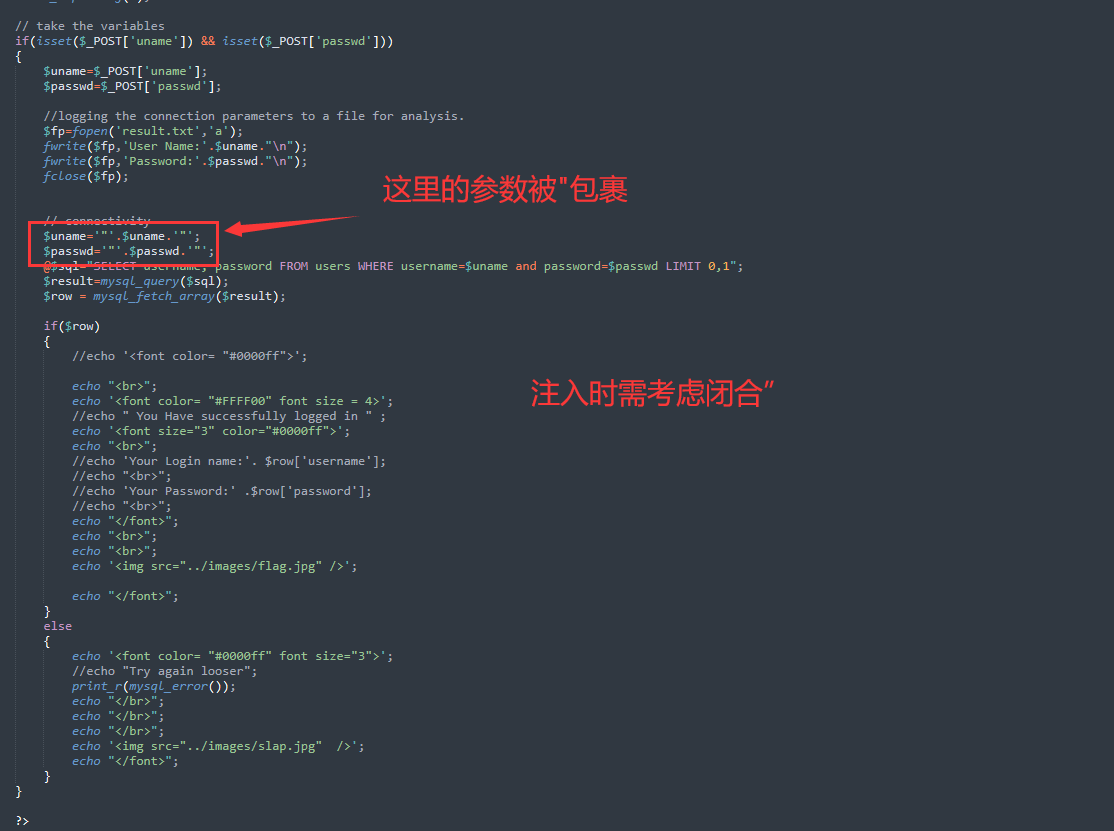 // take the variables
if(isset($_POST['uname']) && isset($_POST['passwd']))
{
$uname=$_POST['uname'];
$passwd=$_POST['passwd'];
//logging the connection parameters to a file for analysis.
$fp=fopen('result.txt','a');
fwrite($fp,'User Name:'.$uname."\n");
fwrite($fp,'Password:'.$passwd."\n");
fclose($fp);
这里的参数被"包裹
// connectivity
$uname='"'.$uname.'"';
$passwd='"'.$passwd.'"';
@$sql="SELECT username, password FROM users WHERE username=$uname and password=$passwd LIMIT 0,1";
$result=mysql_query($sql);
$row = mysql_fetch_array($result);
if($row)
{
//echo '<font color= "#0000ff">';
echo "<br>";
echo '<font color= "#FFFF00" font size = 4>';
注入时需考虑闭合"
//echo " You Have successfully logged in " ;
echo '<font size="3" color="#0000ff">';
echo "<br>";
//echo 'Your Login name:'. $row['username'];
//echo "<br>";
//echo 'Your Password:' .$row['password'];
//echo "<br>";
echo "</font>";
echo "<br>";
echo "<br>";
echo '<img src="../images/flag.jpg" />';
echo "</font>";
}
else
{
echo '<font color= "#0000ff" font size="3">';
//echo "Try again looser";
print_r(mysql_error());
echo "</br>";
echo "</br>";
echo "</br>";
echo '<img src="../images/slap.jpg"  />';
echo "</font>";
}
}
?>